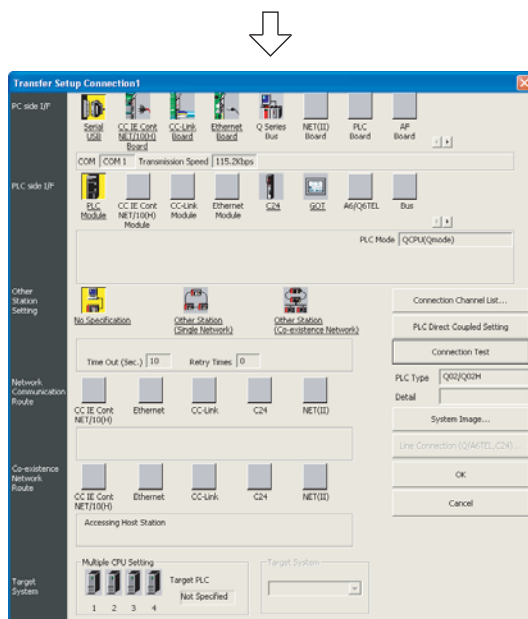 Transfer Setup Connection1
PC side I/F
Serial USB
CC IE Cont NET/10(H) Board
CC-Link Board
Ethernet Board
Q Series Bus
NET(II) Board
PLC Board
AF Board
COM COM 1 Transmission Speed 115.2Kbps
PLC side I/F
PLC Module
CC IE Cont NET/10(H) Module
CC-Link Module
Ethernet Module
C24
GOT
A6/Q6TEL
Bus
PLC Mode QCPU(Qmode)
Other Station Setting
No Specification
Other Station (Single Network)
Other Station (Co-existence Network)
Time Out (Sec.) 10 Retry Times 0
Connection Channel List...
PLC Direct Coupled Setting
Connection Test
PLC Type Q02/Q02H
Detail
System Image...
Line Connection (Q/A6TEL,C24)...
OK
Cancel
Network Communication Route
CC IE Cont NET/10(H)
Ethernet
CC-Link
C24
NET(II)
Co-existence Network Route
CC IE Cont NET/10(H)
Ethernet
CC-Link
C24
NET(II)
Accessing Host Station
Target System
Multiple CPU Setting
1 2 3 4
Target PLC
Not Specified
Target System